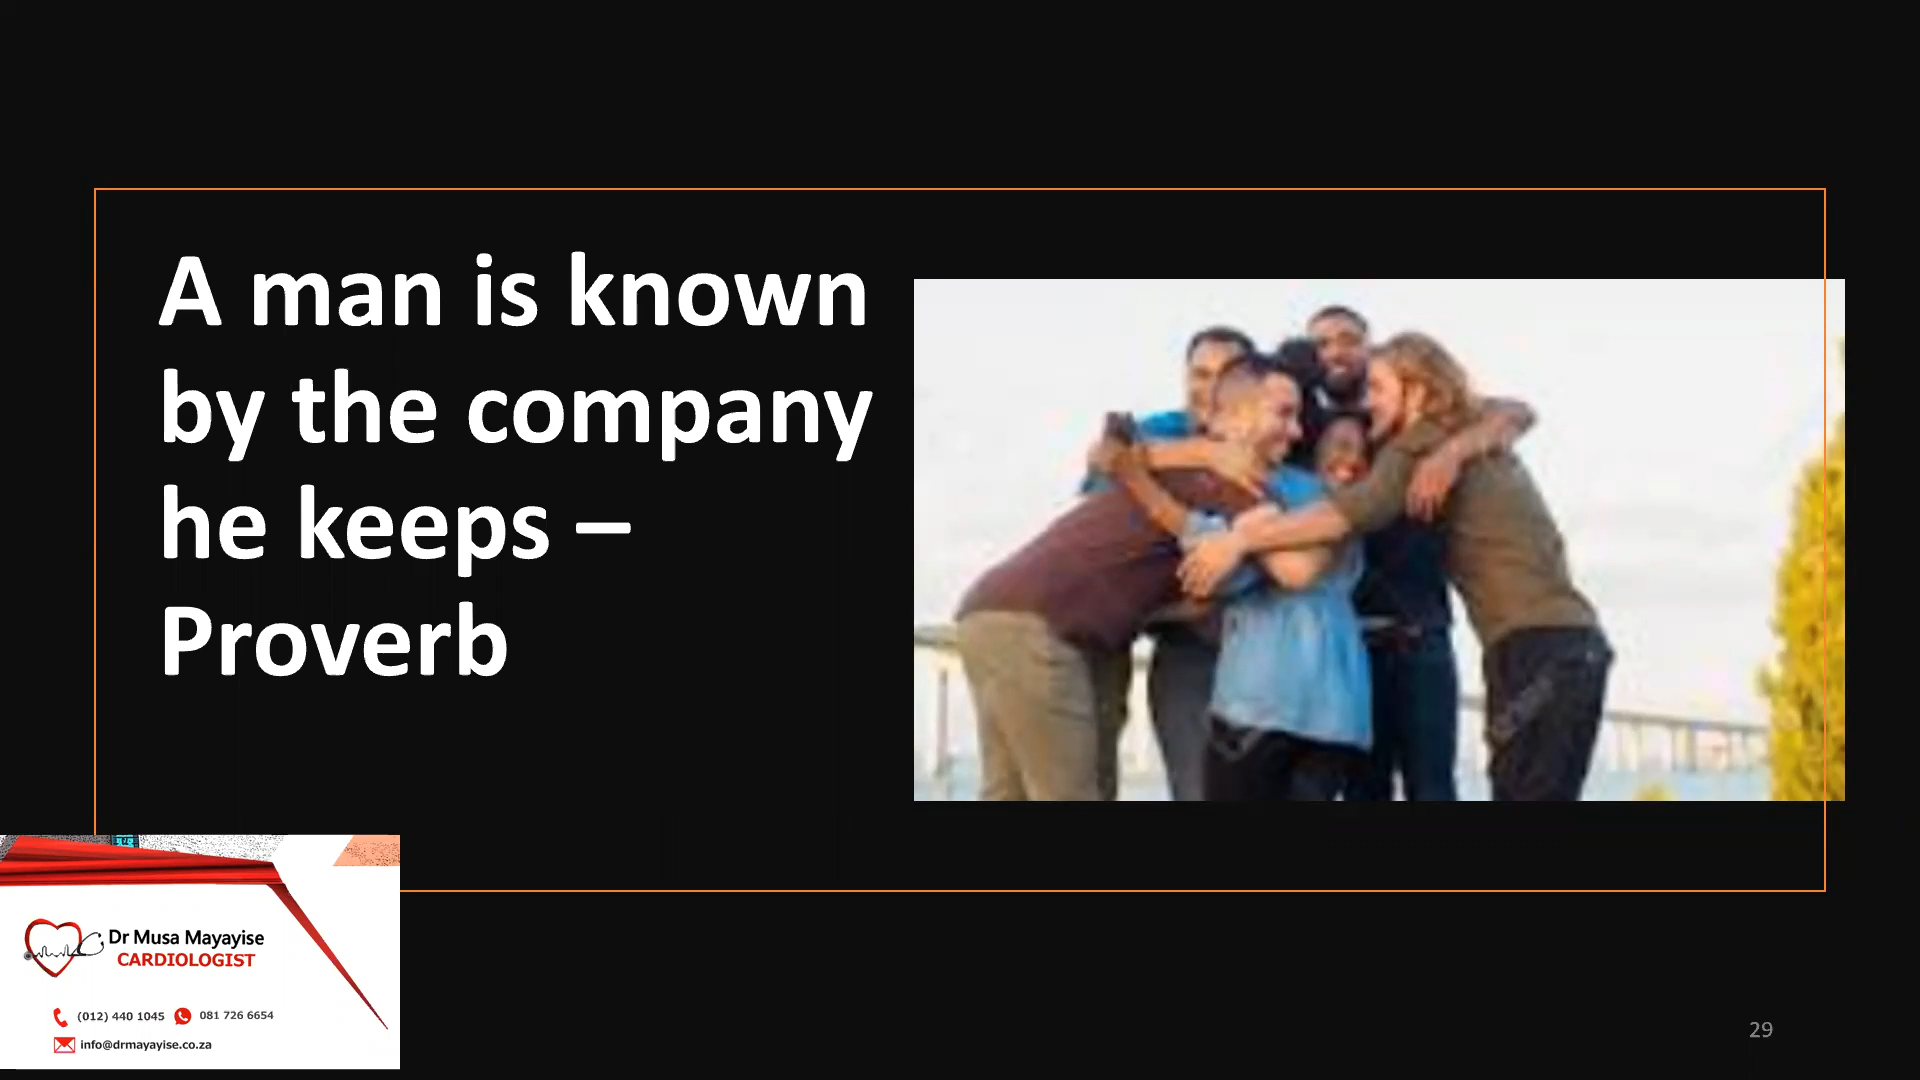 A man is known
by the company
he keeps –
Proverb
Dr Musa Mayayise
CARDIOLOGIST
(012) 440 1045 081 726 6654
info@drmayayise.co.za
29